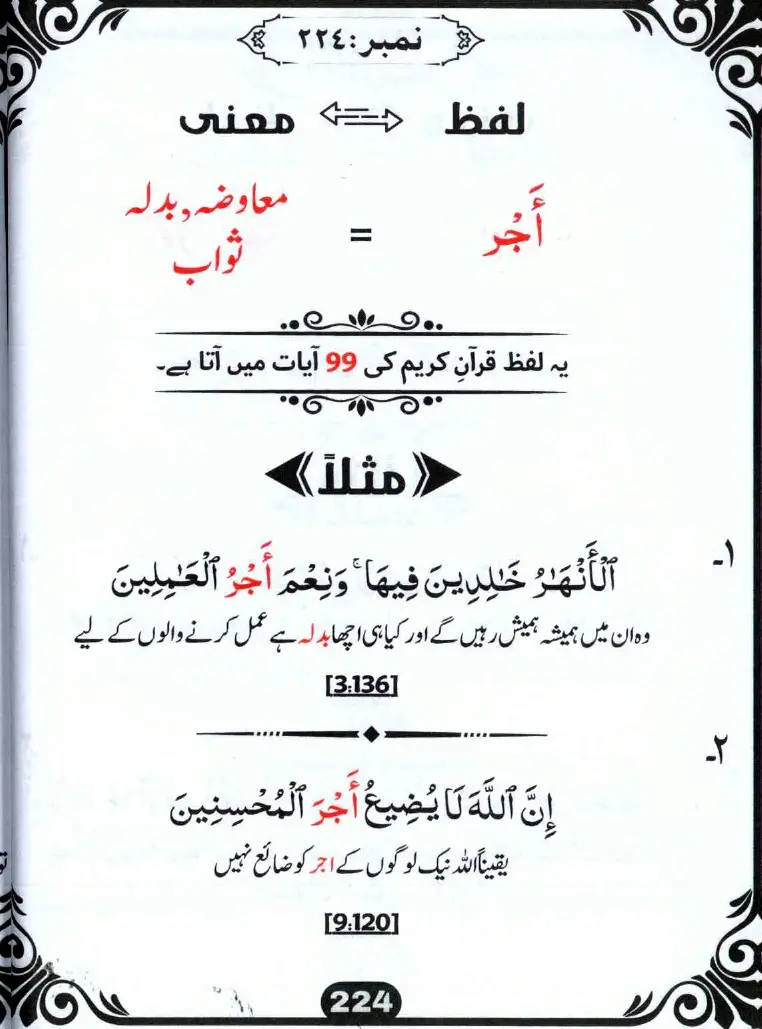 نمبر:۲۲٤
لفظ ⇐⇒ معنی
أَجْر = معاوضہ, بدلہ
ثواب
یہ لفظ قرآنِ کریم کی 99 آیات میں آتا ہے۔
مثلاً
۱۔
ٱلْأَنْهَـٰرُ خَـٰلِدِينَ فِيهَا ۚ وَنِعْمَ أَجْرُ ٱلْعَـٰمِلِينَ
وہ ان میں ہمیشہ ہمیش رہیں گے اور کیا ہی اچھا بدلہ ہے عمل کرنے والوں کے لیے
[3:136]
۲۔
إِنَّ ٱللَّهَ لَا يُضِيعُ أَجْرَ ٱلْمُحْسِنِينَ
یقیناً اللہ نیک لوگوں کے اجر کو ضائع نہیں
[9:120]
224